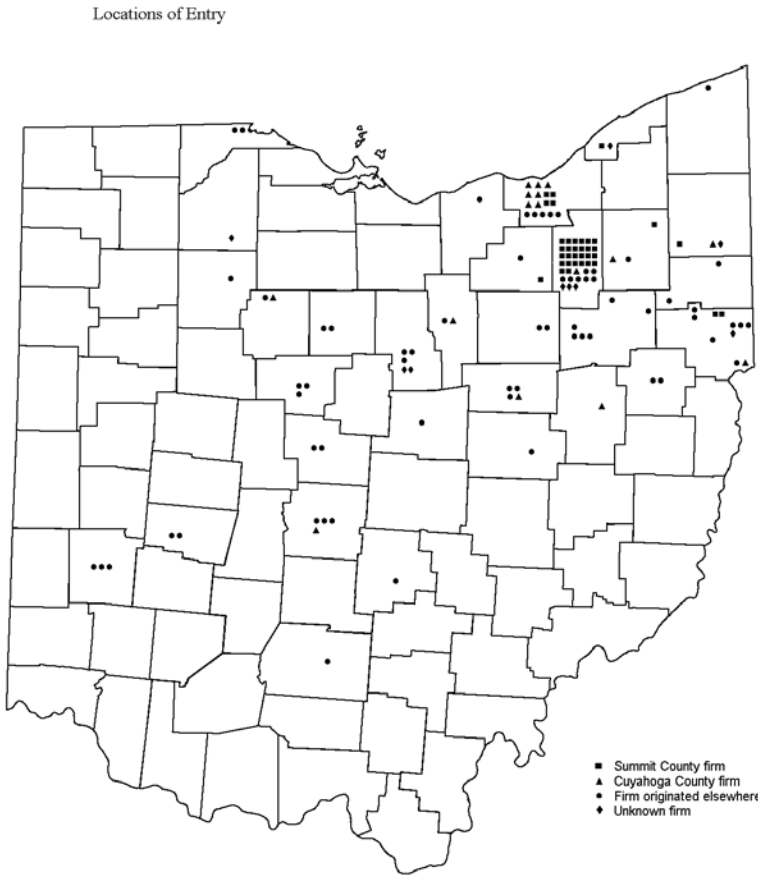 Locations of Entry
Summit County firm
Cuyahoga County firm
Firm originated elsewhere
Unknown firm